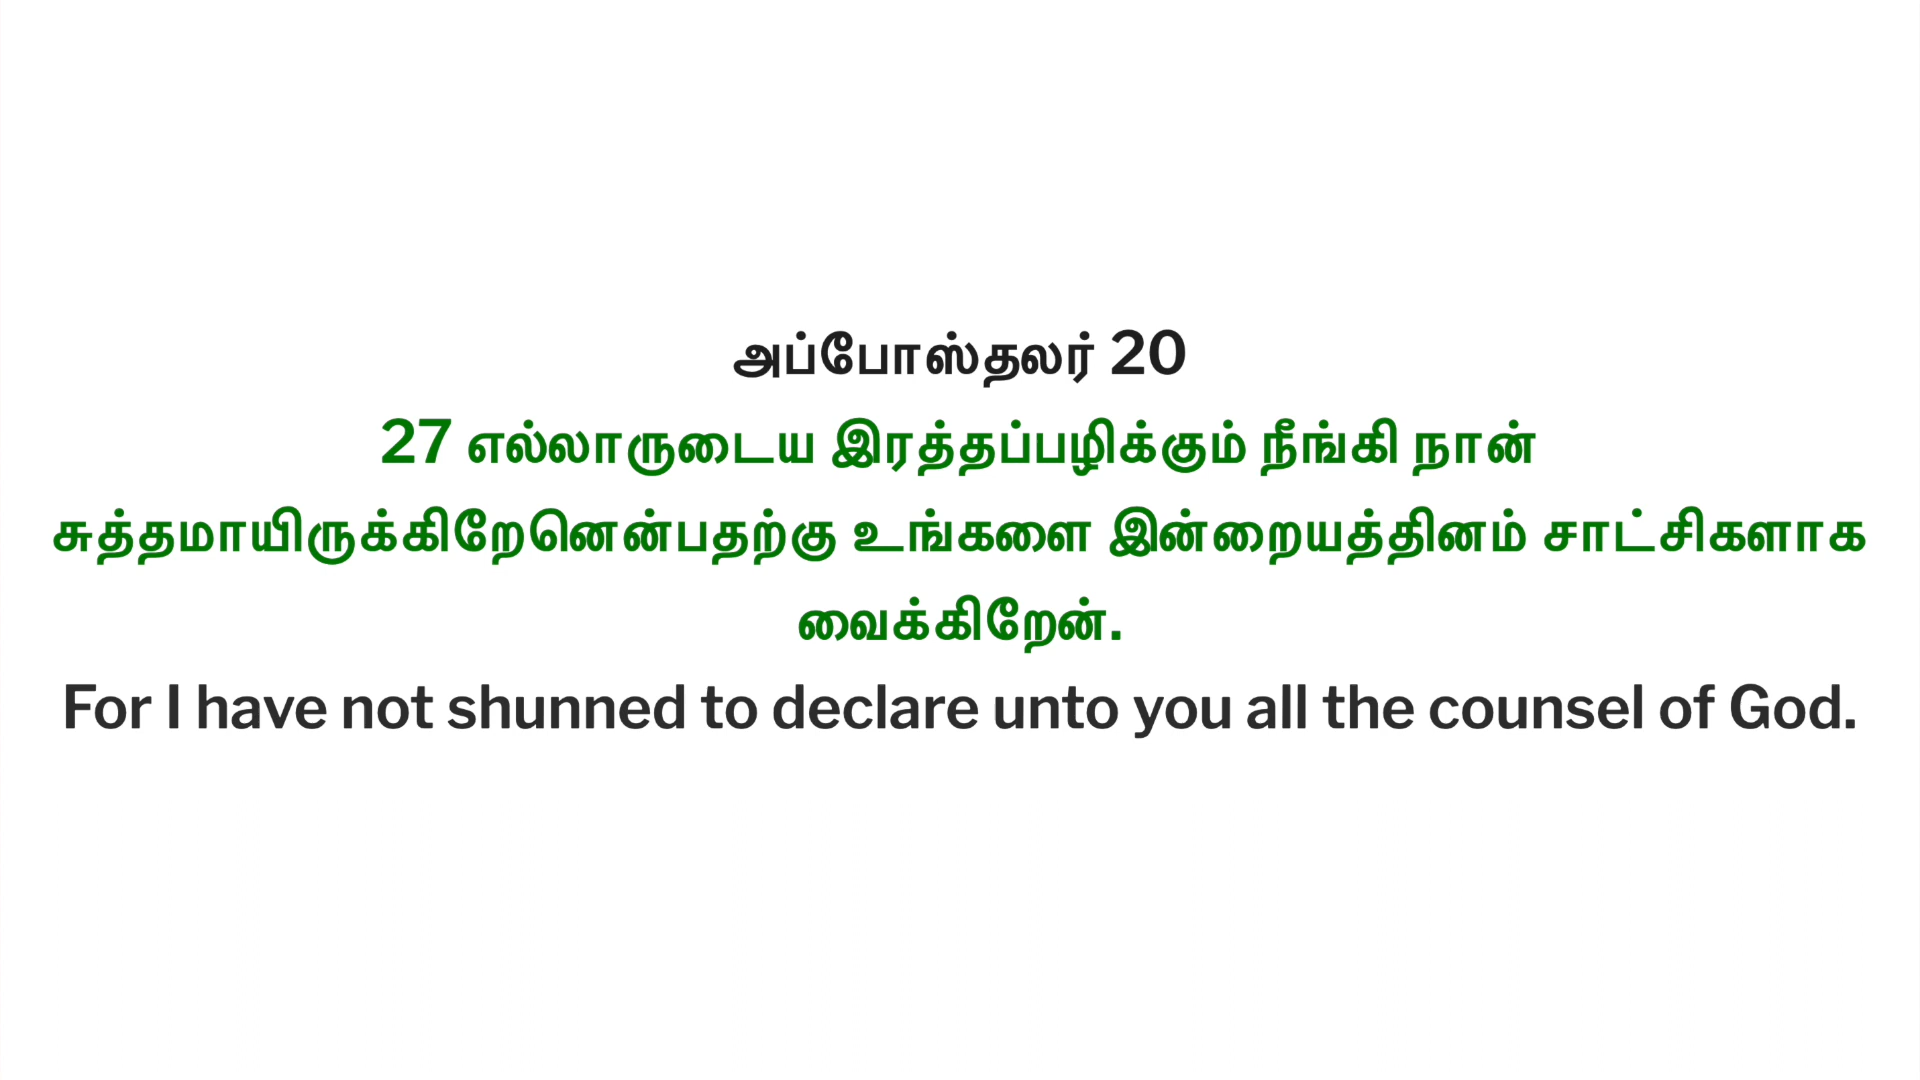 அப்போஸ்தலர் 20
27 எல்லாருடைய இரத்தப்பழிக்கும் நீங்கி நான்
சுத்தமாயிருக்கிறேனென்பதற்கு உங்களை இன்றையத்தினம் சாட்சிகளாக
வைக்கிறேன்.
For I have not shunned to declare unto you all the counsel of God.